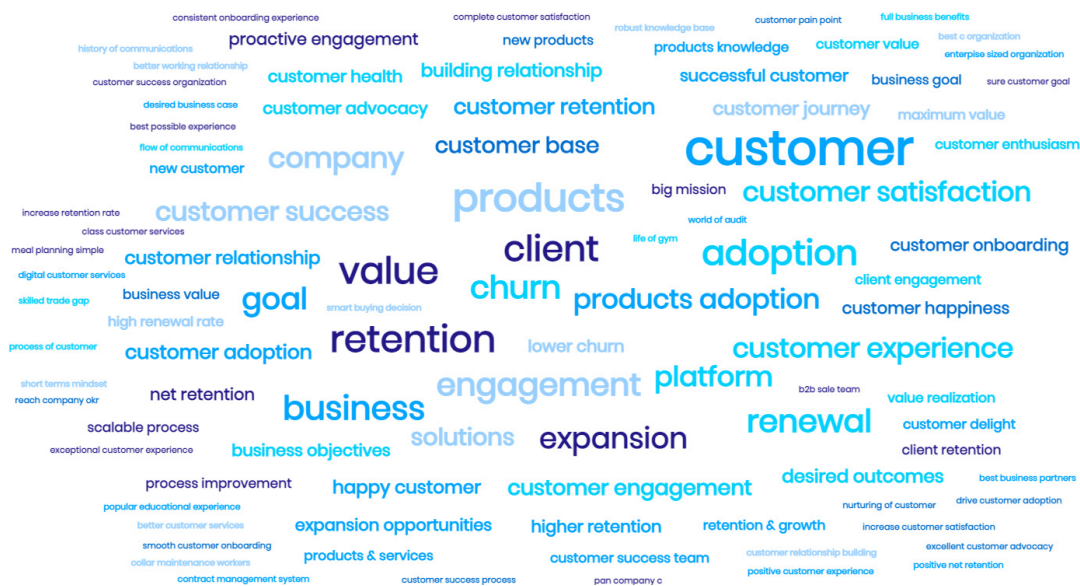 consistent onboarding experience
complete customer satisfaction
customer pain point
full business benefits
robust knowledge base
history of communications
proactive engagement
new products
products knowledge
customer value
best c organization
enterpise sized organization
better working relationship
customer success organization
customer health
building relationship
successful customer
business goal
sure customer goal
desired business case
customer advocacy
customer retention
customer journey
maximum value
best possible experience
flow of communications
new customer
company
customer base
customer
customer enthusiasm
products
big mission
customer satisfaction
increase retention rate
customer success
world of audit
class customer services
meal planning simple
customer relationship
value
client
life of gym
adoption
customer onboarding
digital customer services
business value
goal
churn
products adoption
client engagement
skilled trade gap
smart buying decision
customer happiness
high renewal rate
retention
process of customer
customer adoption
lower churn
customer experience
short terms mindset
reach company okr
net retention
engagement
platform
b2b sale team
value realization
business
scalable process
solutions
expansion
renewal
customer delight
exceptional customer experience
business objectives
client retention
process improvement
happy customer
customer engagement
desired outcomes
best business partners
popular educational experience
nurturing of customer
drive customer adoption
better customer services
expansion opportunities
higher retention
retention & growth
increase customer satisfaction
smooth customer onboarding
products & services
customer success team
customer relationship building
excellent customer advocacy
collar maintenance workers
positive customer experience
positive net retention
contract management system
customer success process
pan company c